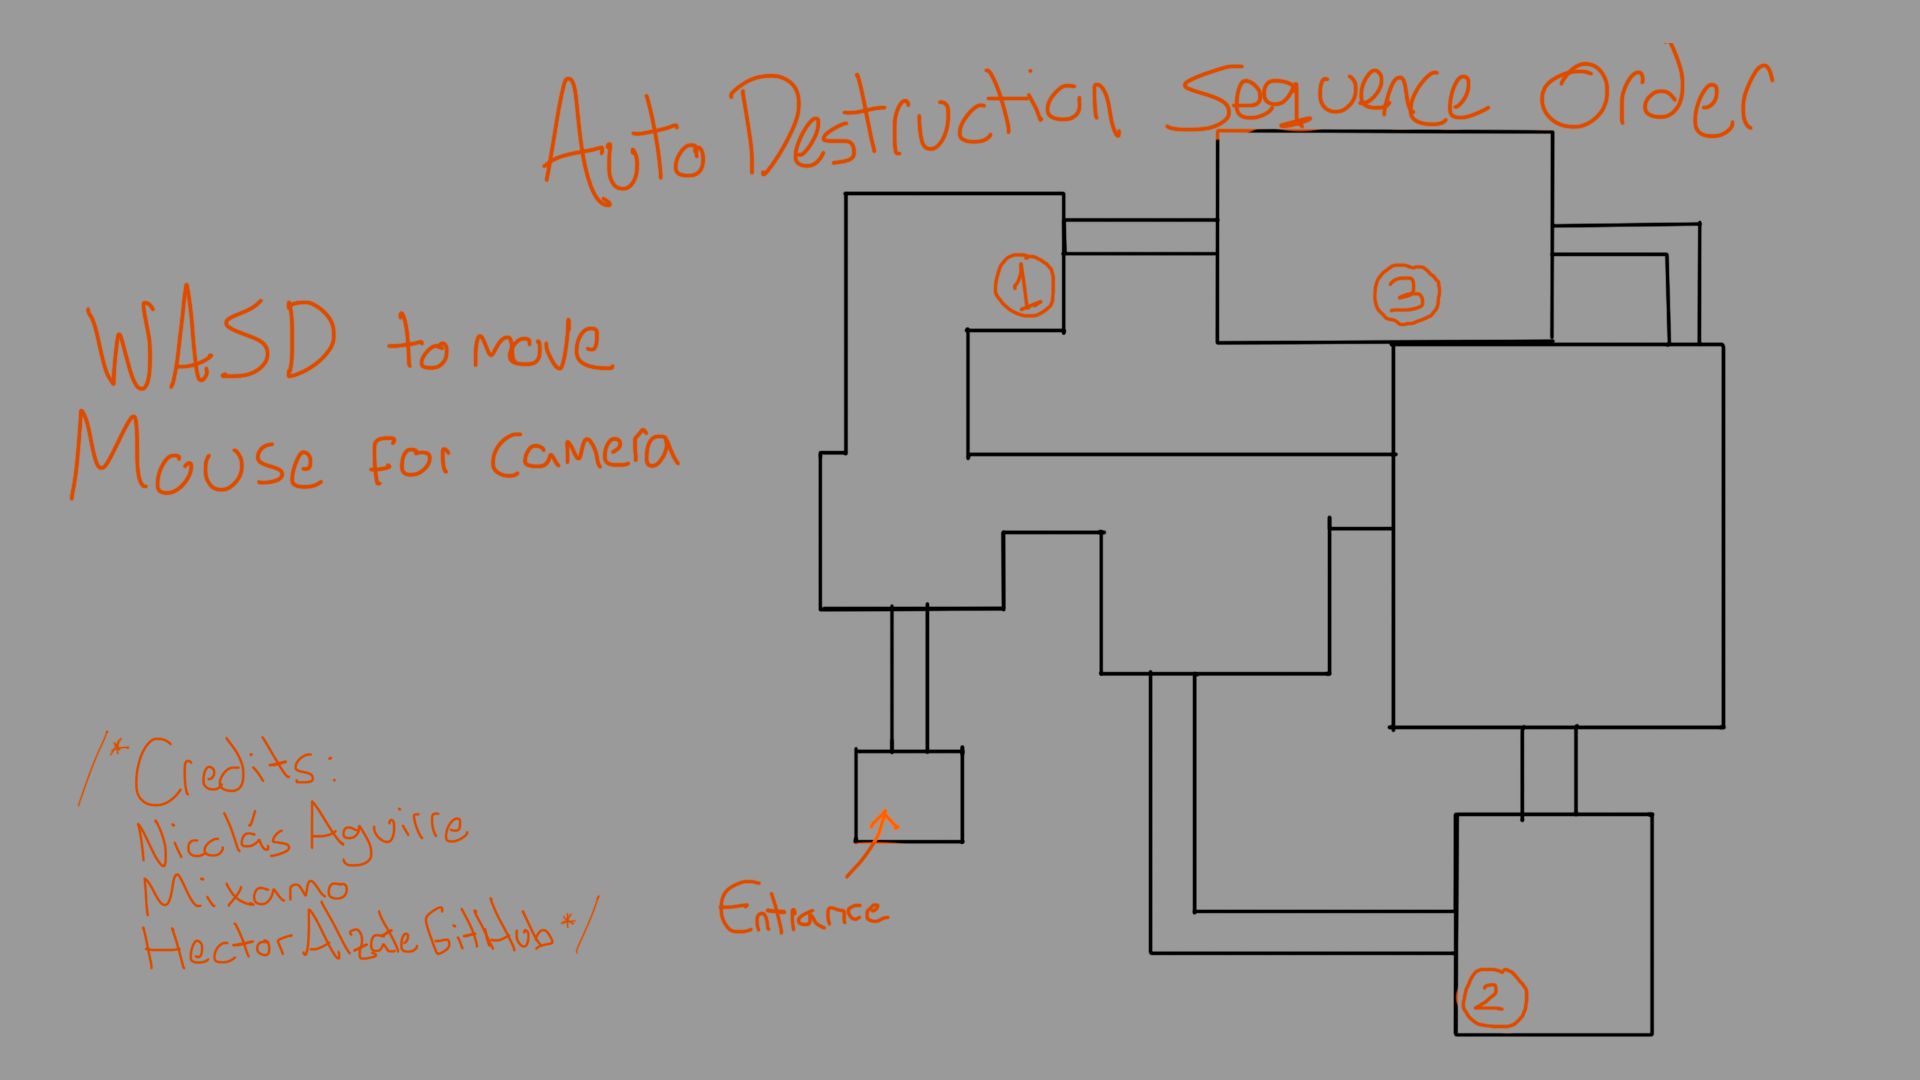 Auto Destruction Sequence Order
1
3
WASD to move
Mouse for camera
/*Credits:
Nicolás Aguirre
Mixamo
Hector Alzate GitHub*/
Entrance
2